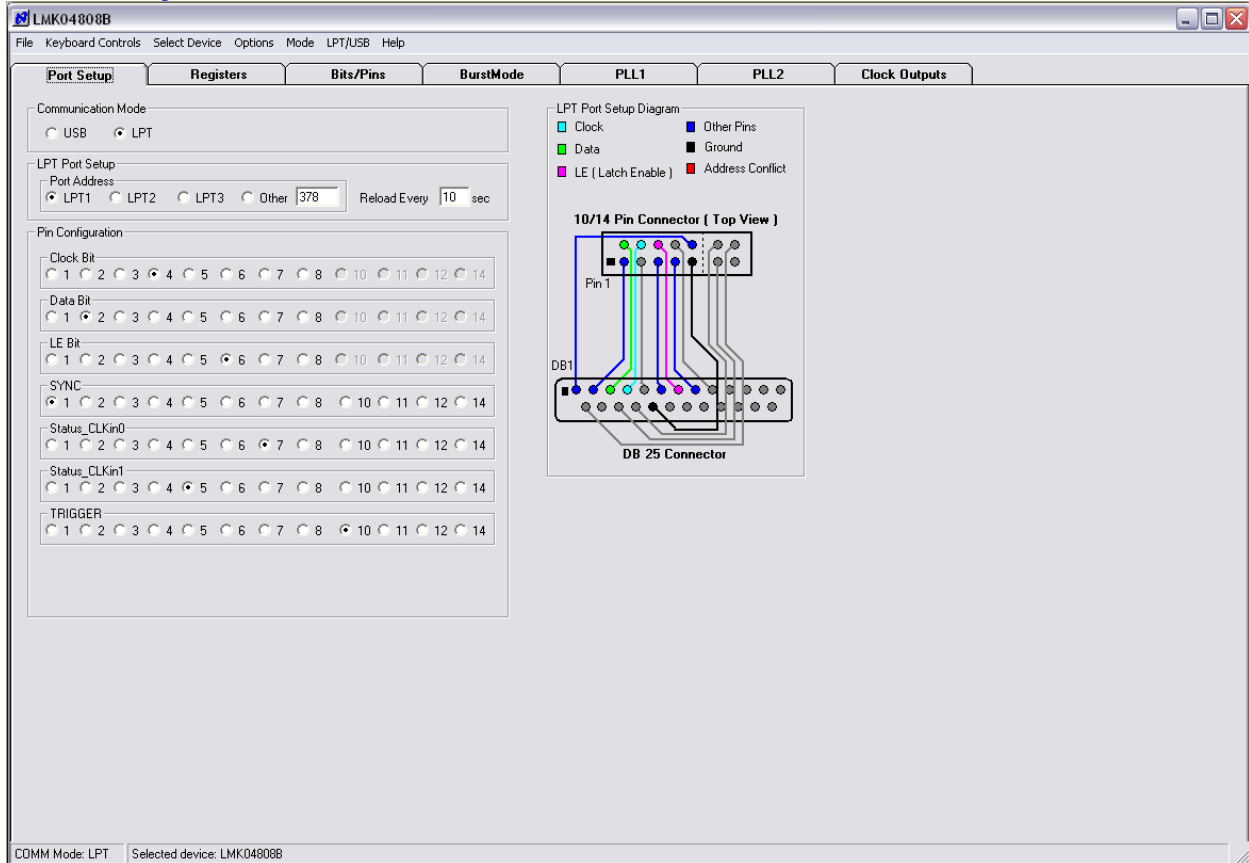 LMK04808B
File Keyboard Controls Select Device Options Mode LPT/USB Help
Port Setup Registers Bits/Pins BurstMode PLL1 PLL2 Clock Outputs
Communication Mode
USB LPT
LPT Port Setup
Port Address
LPT1 LPT2 LPT3 Other 378 Reload Every 10 sec
Pin Configuration
Clock Bit
1 2 3 4 5 6 7 8 10 11 12 14
Data Bit
1 2 3 4 5 6 7 8 10 11 12 14
LE Bit
1 2 3 4 5 6 7 8 10 11 12 14
SYNC
1 2 3 4 5 6 7 8 10 11 12 14
Status_CLKin0
1 2 3 4 5 6 7 8 10 11 12 14
Status_CLKin1
1 2 3 4 5 6 7 8 10 11 12 14
TRIGGER
1 2 3 4 5 6 7 8 10 11 12 14
LPT Port Setup Diagram
Clock Other Pins
Data Ground
LE ( Latch Enable ) Address Conflict
10/14 Pin Connector ( Top View )
Pin 1
DB1
DB 25 Connector
COMM Mode: LPT Selected device: LMK04808B